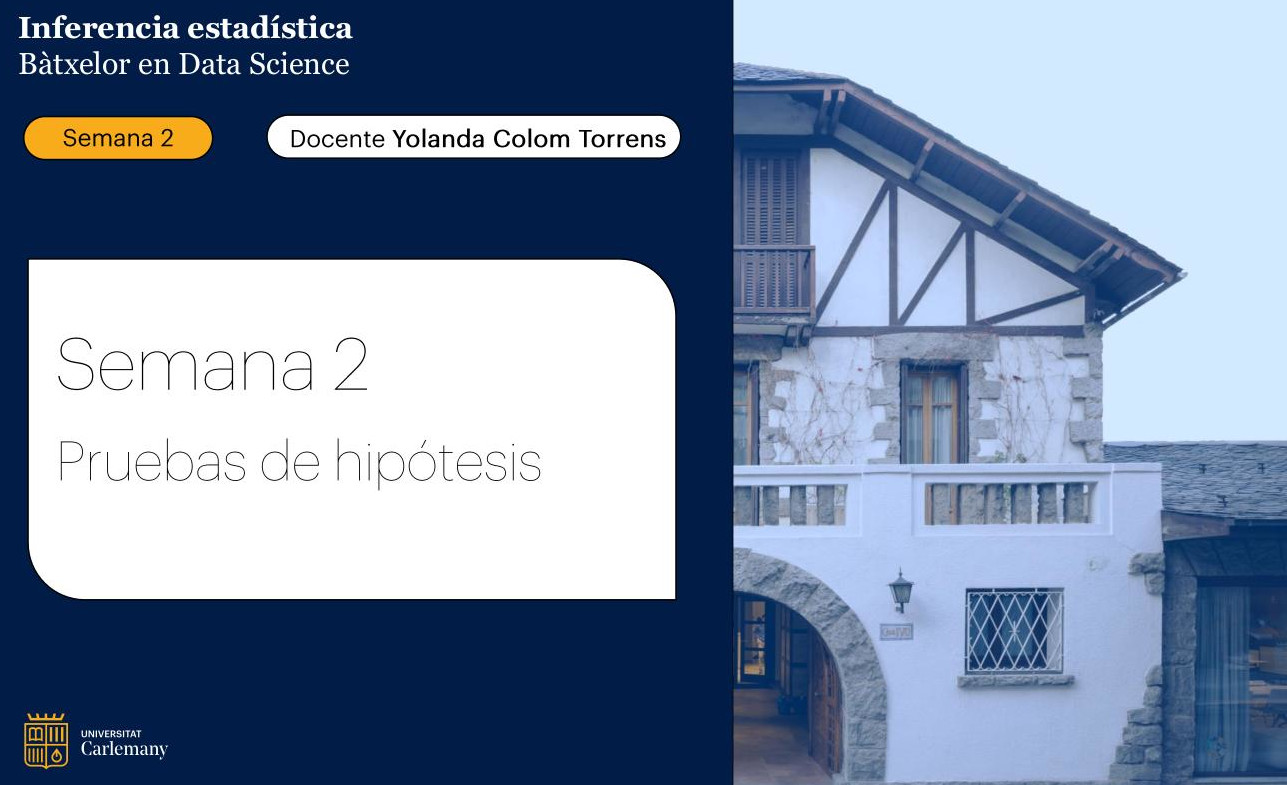 Inferencia estadística
Bàtxelor en Data Science
Semana 2
Docente Yolanda Colom Torrens
Semana 2
Pruebas de hipótesis
UNIVERSITAT
Carlemany